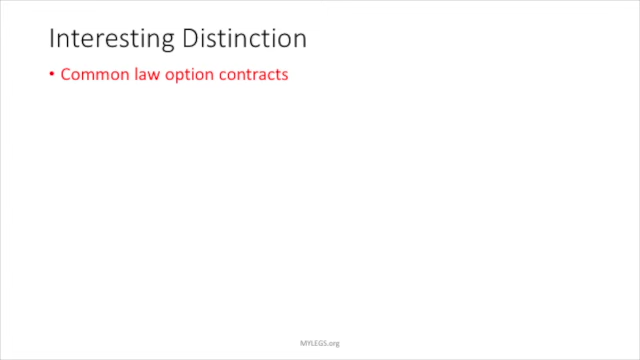 Interesting Distinction
• Common law option contracts
MYLEGS.org